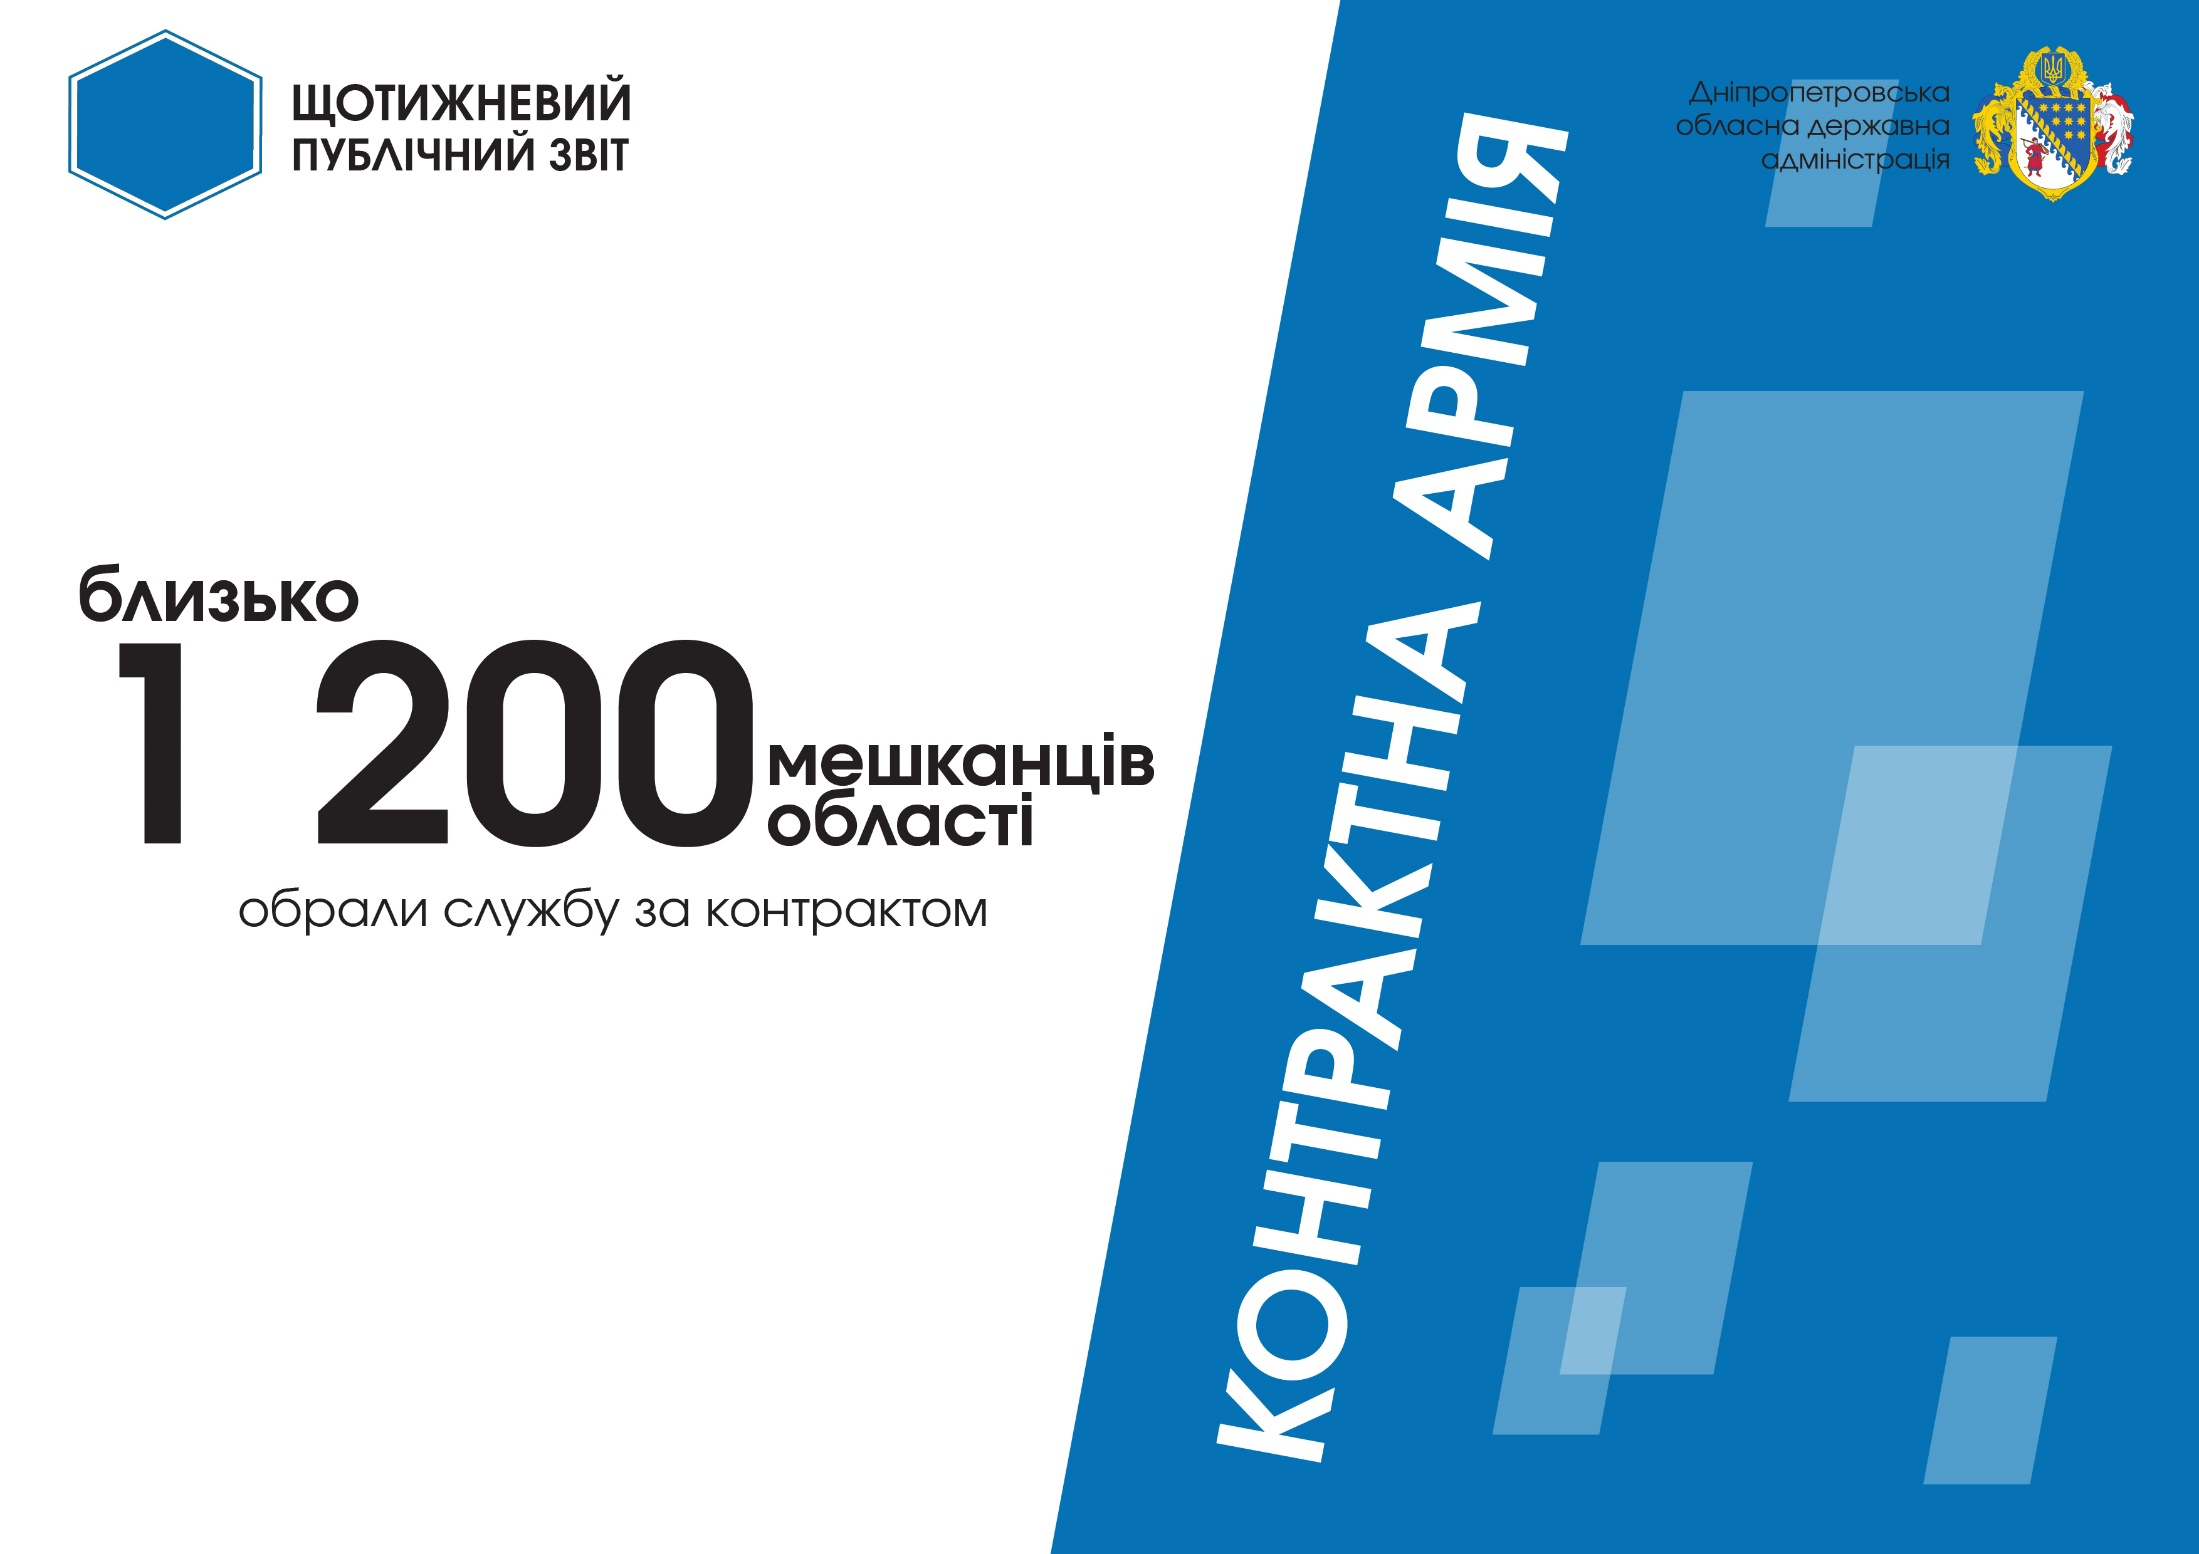 ЩОТИЖНЕВИЙ
ПУБЛІЧНИЙ ЗВІТ
Дніпропетровська
обласна державна
адміністрація
близько
1 200 мешканців
області
обрали службу за контрактом
КОНТРАКТНА АРМІЯ